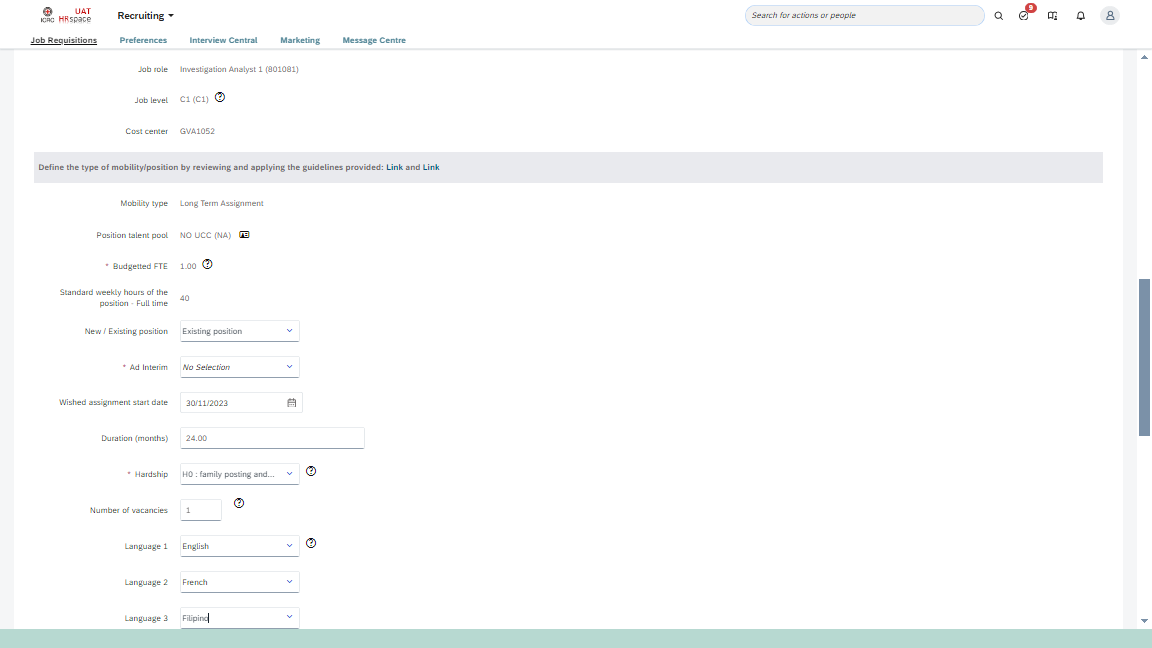 ICRC UAT HRspace
Recruiting
Search for actions or people
9
Job Requisitions Preferences Interview Central Marketing Message Centre
Job role Investigation Analyst 1 (801081)
Job level C1 (C1)
Cost center GVA1052
Define the type of mobility/position by reviewing and applying the guidelines provided: Link and Link
Mobility type Long Term Assignment
Position talent pool NO UCC (NA)
* Budgetted FTE 1.00
Standard weekly hours of the
position - Full time 40
New / Existing position Existing position
* Ad Interim No Selection
Wished assignment start date 30/11/2023
Duration (months) 24.00
* Hardship H0 : family posting and...
Number of vacancies 1
Language 1 English
Language 2 French
Language 3 Filipino